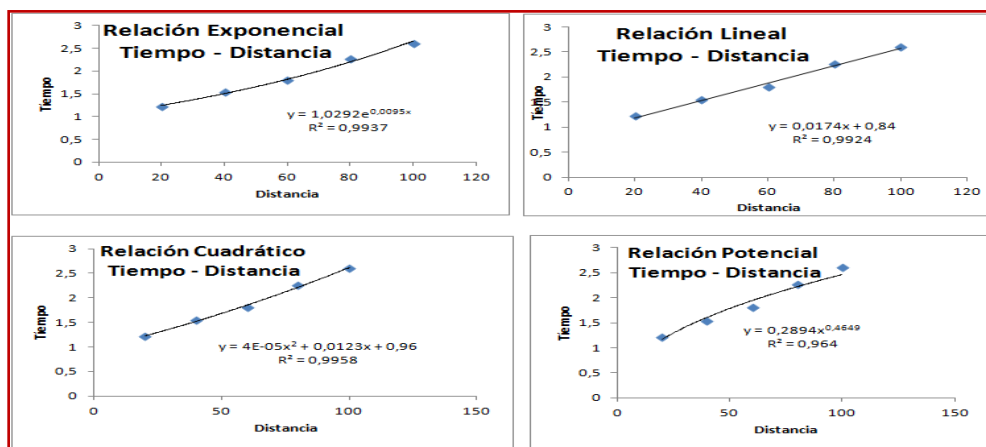 Relación Exponencial
Tiempo - Distancia
3
2,5
2
1,5
1
0,5
0
Tiempo
y = 1,0292e^0,0095x
R² = 0,9937
0 20 40 60 80 100 120
Distancia
Relación Lineal
Tiempo - Distancia
3
2,5
2
1,5
1
0,5
0
Tiempo
y = 0,0174x + 0,84
R² = 0,9924
0 20 40 60 80 100 120
Distancia
Relación Cuadrático
Tiempo - Distancia
3
2,5
2
1,5
1
0,5
0
Tiempo
y = 4E-05x² + 0,0123x + 0,96
R² = 0,9958
0 50 100 150
Distancia
Relación Potencial
Tiempo - Distancia
3
2,5
2
1,5
1
0,5
0
Tiempo
y = 0,2894x^0,4649
R² = 0,964
0 50 100 150
Distancia